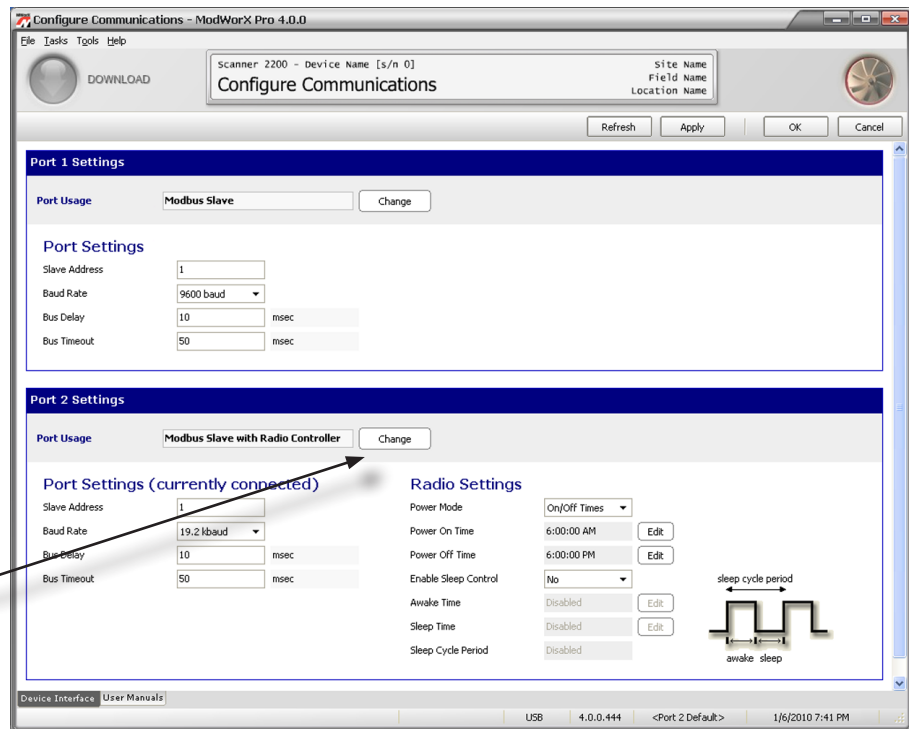 Configure Communications - ModWorX Pro 4.0.0
File Tasks Tools Help
DOWNLOAD
Scanner 2200 - Device Name [s/n 0]
Configure Communications
Site Name
Field Name
Location Name
Refresh Apply OK Cancel
Port 1 Settings
Port Usage Modbus Slave Change
Port Settings
Slave Address 1
Baud Rate 9600 baud
Bus Delay 10 msec
Bus Timeout 50 msec
Port 2 Settings
Port Usage Modbus Slave with Radio Controller Change
Port Settings (currently connected)
Slave Address 1
Baud Rate 19.2 kbaud
Bus Delay 10 msec
Bus Timeout 50 msec
Radio Settings
Power Mode On/Off Times
Power On Time 6:00:00 AM Edit
Power Off Time 6:00:00 PM Edit
Enable Sleep Control No
Awake Time Disabled Edit
Sleep Time Disabled Edit
Sleep Cycle Period Disabled
sleep cycle period
awake sleep
Device Interface User Manuals
USB 4.0.0.444 <Port 2 Default> 1/6/2010 7:41 PM